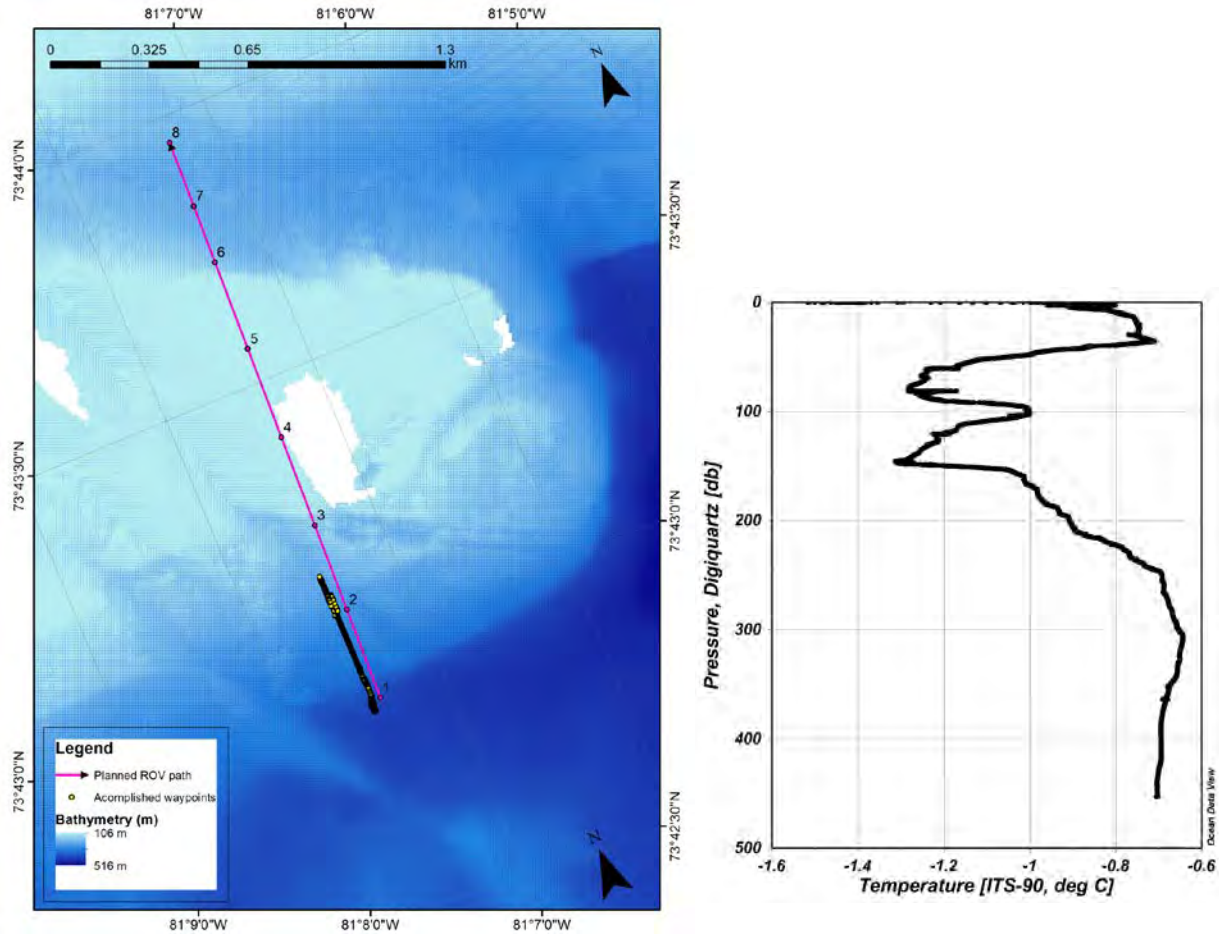 81°7'0"W 81°6'0"W 81°5'0"W
0 0.325 0.65 1.3
km
N
8
73°44'0"N
7
73°43'30"N
6
5
4
73°43'30"N
3
73°43'0"N
2
1
Legend
Planned ROV path
Acomplished waypoints
Bathymetry (m)
106 m
516 m
73°43'0"N
73°42'30"N
N
81°9'0"W 81°8'0"W 81°7'0"W
0
100
200
300
400
500
Pressure, Digiquartz [db]
-1.6 -1.4 -1.2 -1 -0.8 -0.6
Temperature [ITS-90, deg C]
Ocean Data View